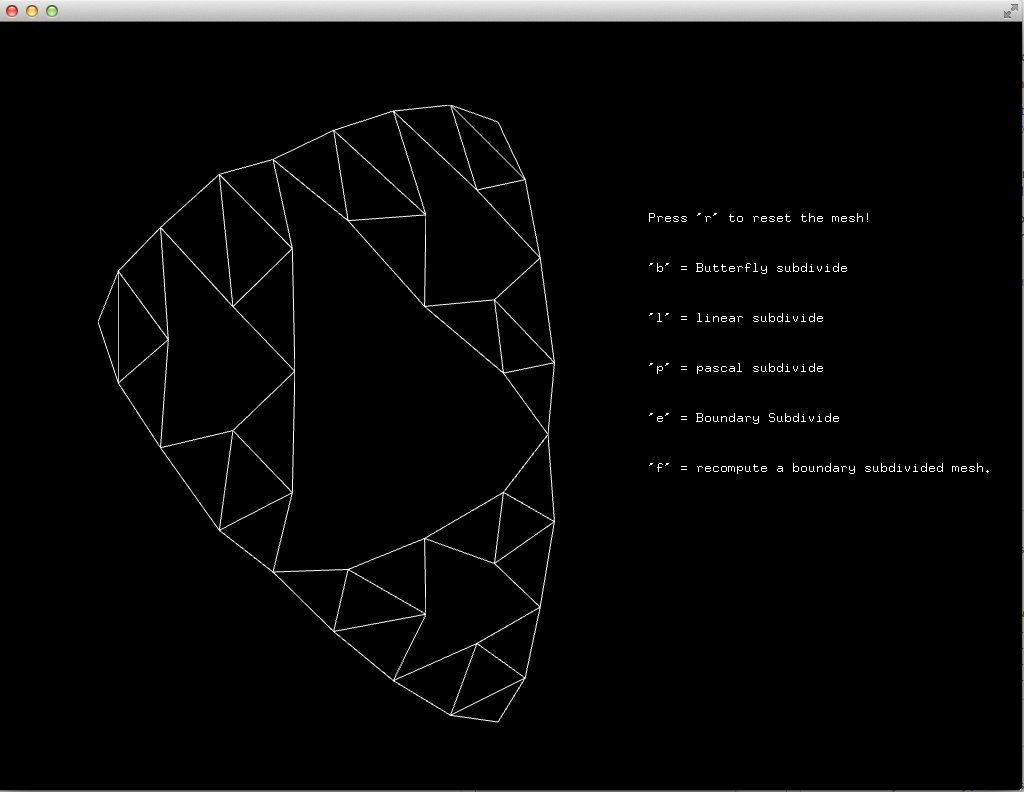 Press "r" to reset the mesh!
"b" = Butterfly subdivide
"l" = linear subdivide
"p" = pascal subdivide
"e" = Boundary Subdivide
"f" = recompute a boundary subdivided mesh.